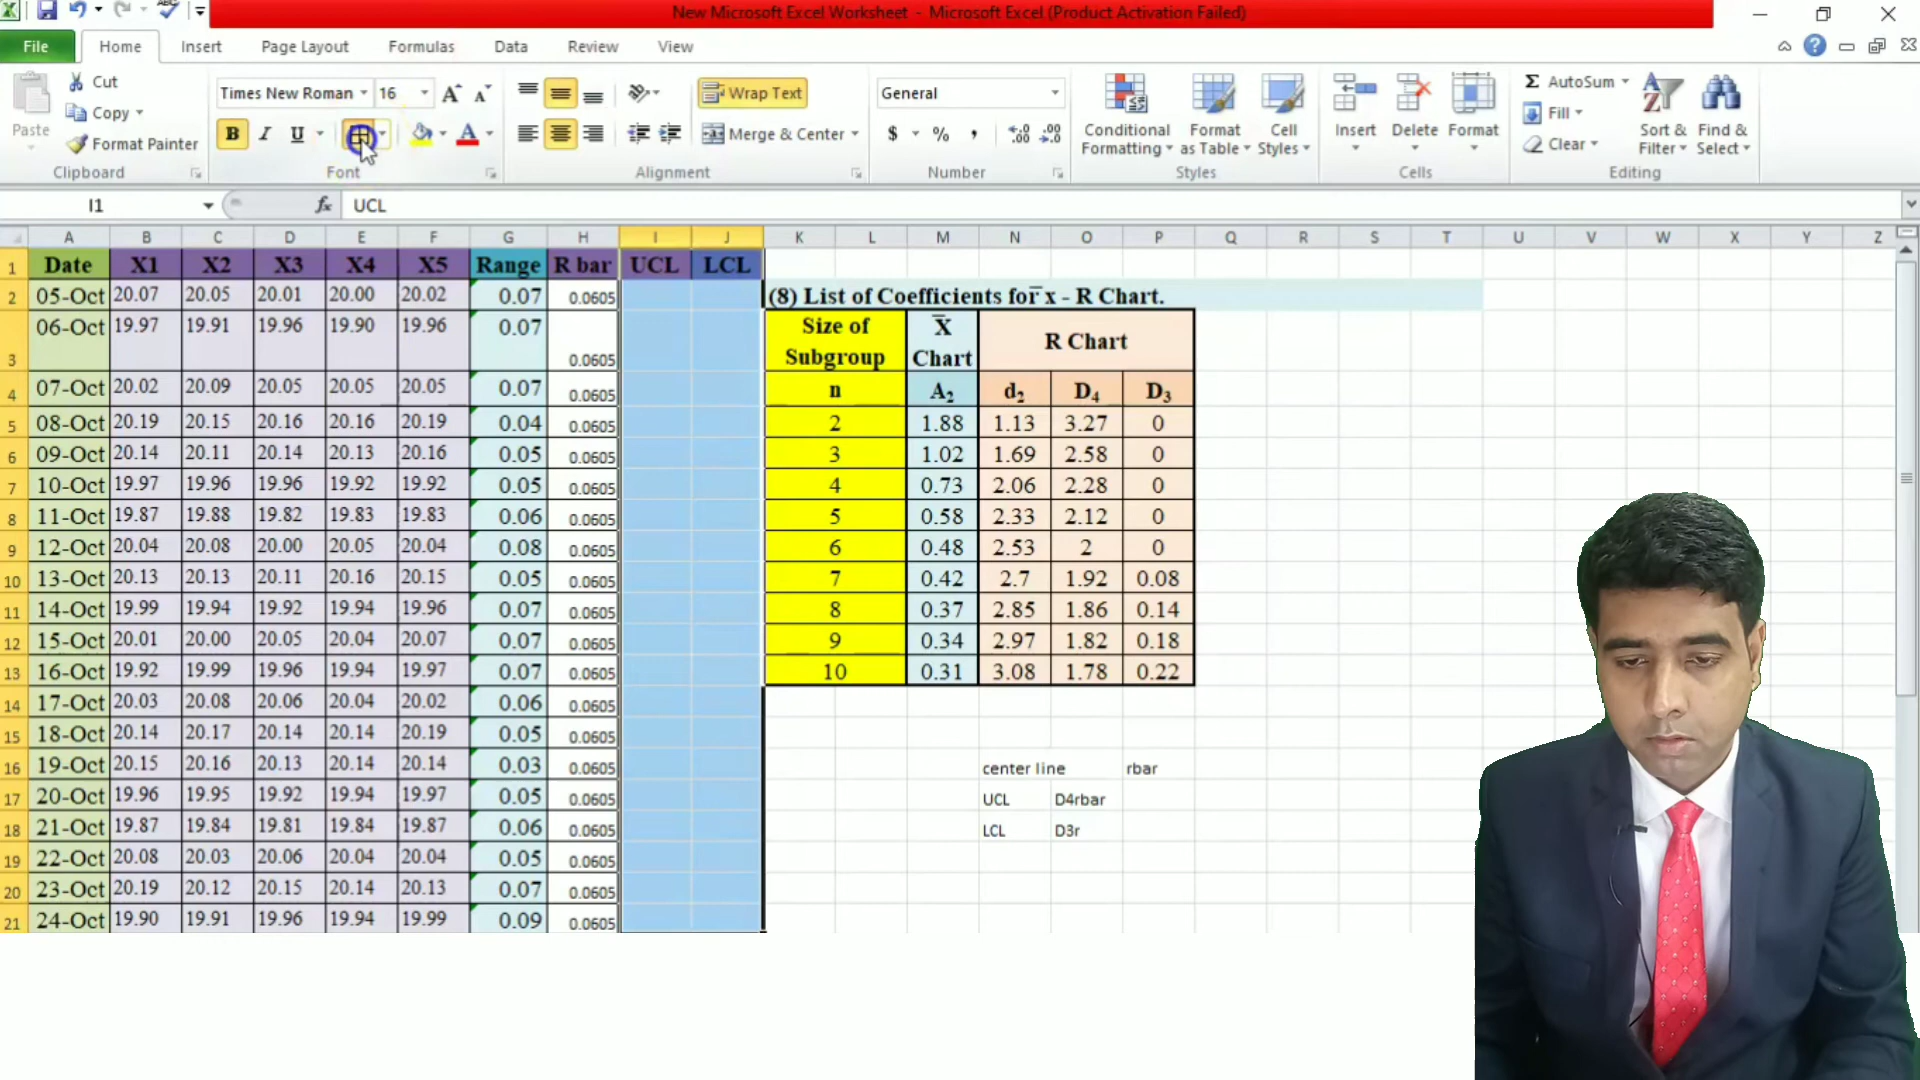 New Microsoft Excel Worksheet - Microsoft Excel (Product Activation Failed)
File Home Insert Page Layout Formulas Data Review View
Paste Cut Copy Format Painter Clipboard
Times New Roman 16 B I U A Font
Wrap Text Merge & Center Alignment
General $ % , Number
Conditional Formatting Format as Table Cell Styles Styles
Insert Delete Format Cells
Σ AutoSum Fill Clear Sort & Filter Find & Select Editing
I1 fx UCL
A B C D E F G H I J K L M N O P Q R S T U V W X Y Z
1 Date X1 X2 X3 X4 X5 Range R bar UCL LCL
2 05-Oct 20.07 20.05 20.01 20.00 20.02 0.07 0.0605 (8) List of Coefficients for x̅ - R Chart.
3 06-Oct 19.97 19.91 19.96 19.90 19.96 0.07 0.0605 Size of Subgroup X̅ Chart R Chart
4 07-Oct 20.02 20.09 20.05 20.05 20.05 0.07 0.0605 n A₂ d₂ D₄ D₃
5 08-Oct 20.19 20.15 20.16 20.16 20.19 0.04 0.0605 2 1.88 1.13 3.27 0
6 09-Oct 20.14 20.11 20.14 20.13 20.16 0.05 0.0605 3 1.02 1.69 2.58 0
7 10-Oct 19.97 19.96 19.96 19.92 19.92 0.05 0.0605 4 0.73 2.06 2.28 0
8 11-Oct 19.87 19.88 19.82 19.83 19.83 0.06 0.0605 5 0.58 2.33 2.12 0
9 12-Oct 20.04 20.08 20.00 20.05 20.04 0.08 0.0605 6 0.48 2.53 2 0
10 13-Oct 20.13 20.13 20.11 20.16 20.15 0.05 0.0605 7 0.42 2.7 1.92 0.08
11 14-Oct 19.99 19.94 19.92 19.94 19.96 0.07 0.0605 8 0.37 2.85 1.86 0.14
12 15-Oct 20.01 20.00 20.05 20.04 20.07 0.07 0.0605 9 0.34 2.97 1.82 0.18
13 16-Oct 19.92 19.99 19.96 19.94 19.97 0.07 0.0605 10 0.31 3.08 1.78 0.22
14 17-Oct 20.03 20.08 20.06 20.04 20.02 0.06 0.0605
15 18-Oct 20.14 20.17 20.14 20.14 20.19 0.05 0.0605
16 19-Oct 20.15 20.16 20.13 20.14 20.14 0.03 0.0605 center line rbar
17 20-Oct 19.96 19.95 19.92 19.94 19.97 0.05 0.0605 UCL D4rbar
18 21-Oct 19.87 19.84 19.81 19.84 19.87 0.06 0.0605 LCL D3r
19 22-Oct 20.08 20.03 20.06 20.04 20.04 0.05 0.0605
20 23-Oct 20.19 20.12 20.15 20.14 20.13 0.07 0.0605
21 24-Oct 19.90 19.91 19.96 19.94 19.99 0.09 0.0605